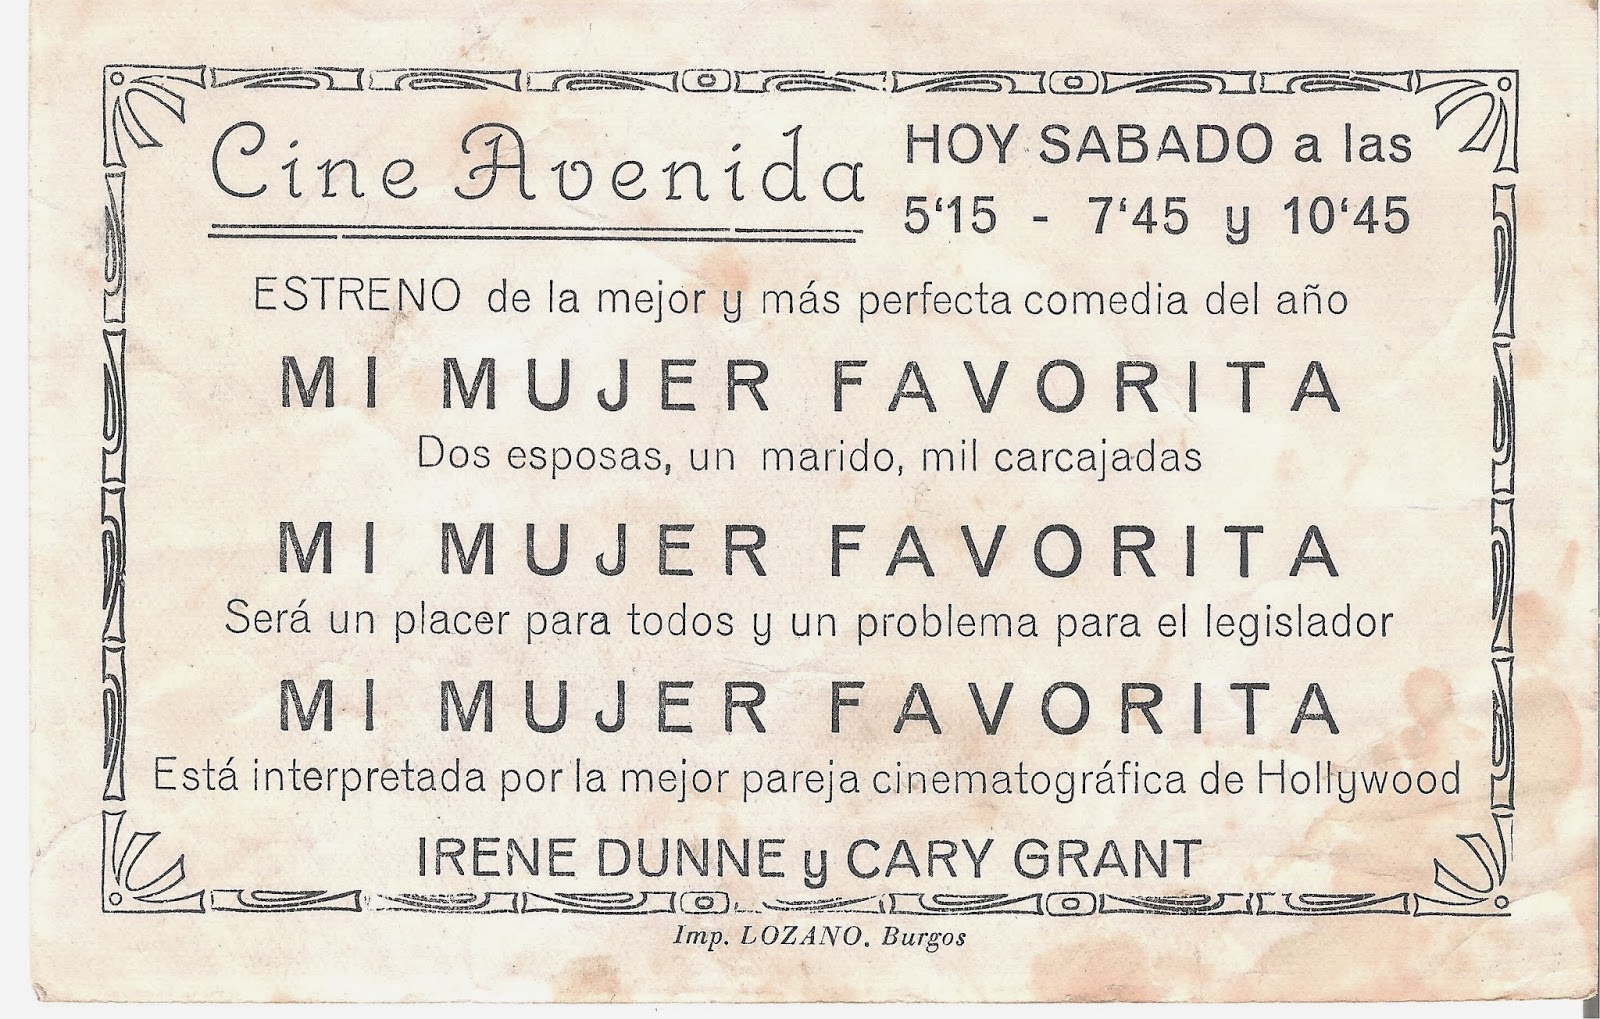 Cine Avenida
HOY SABADO a las
5'15 - 7'45 y 10'45
ESTRENO de la mejor y más perfecta comedia del año
MI MUJER FAVORITA
Dos esposas, un marido, mil carcajadas
MI MUJER FAVORITA
Será un placer para todos y un problema para el legislador
MI MUJER FAVORITA
Está interpretada por la mejor pareja cinematográfica de Hollywood
IRENE DUNNE y CARY GRANT
Imp. LOZANO. Burgos